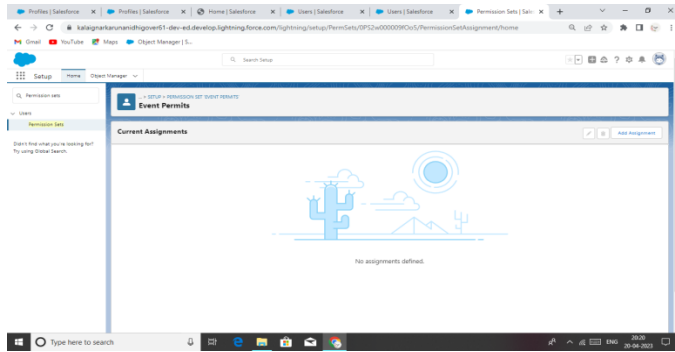 Profiles | Salesforce
Profiles | Salesforce
Home | Salesforce
Users | Salesforce
Users | Salesforce
Permission Sets | Sale
kalaignarkarunanidhigover61-dev-ed.develop.lightning.force.com/lightning/setup/PermSets/0PS2w000009fOoS/PermissionSetAssignment/home
Gmail YouTube Maps Object Manager | S...
Search Setup
Setup Home Object Manager
Permission sets
Users
Permission Sets
Didn't find what you're looking for?
Try using Global Search.
... > SETUP > PERMISSION SET 'EVENT PERMITS'
Event Permits
Current Assignments
Add Assignment
No assignments defined.
Type here to search
ENG
20:20
20-04-2023